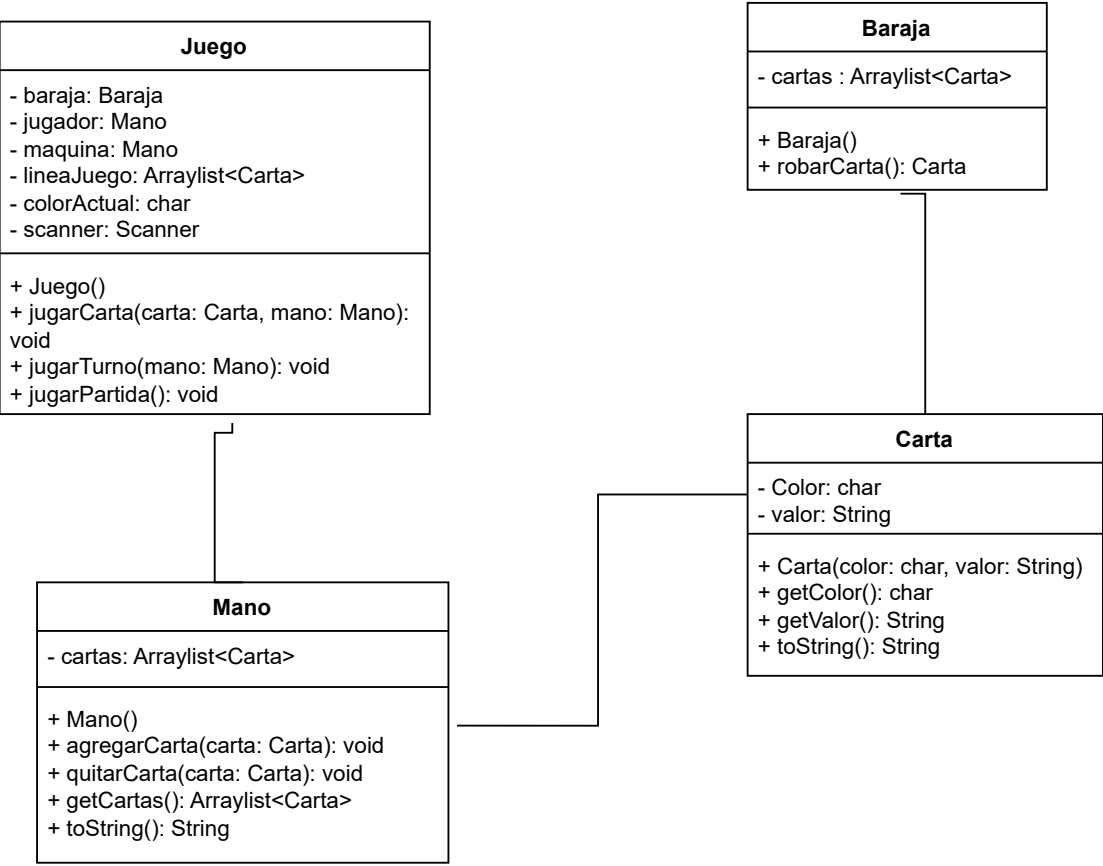 Juego
- baraja: Baraja
- jugador: Mano
- maquina: Mano
- lineaJuego: Arraylist<Carta>
- colorActual: char
- scanner: Scanner
+ Juego()
+ jugarCarta(carta: Carta, mano: Mano):
void
+ jugarTurno(mano: Mano): void
+ jugarPartida(): void
Baraja
- cartas : Arraylist<Carta>
+ Baraja()
+ robarCarta(): Carta
Mano
- cartas: Arraylist<Carta>
+ Mano()
+ agregarCarta(carta: Carta): void
+ quitarCarta(carta: Carta): void
+ getCartas(): Arraylist<Carta>
+ toString(): String
Carta
- Color: char
- valor: String
+ Carta(color: char, valor: String)
+ getColor(): char
+ getValor(): String
+ toString(): String